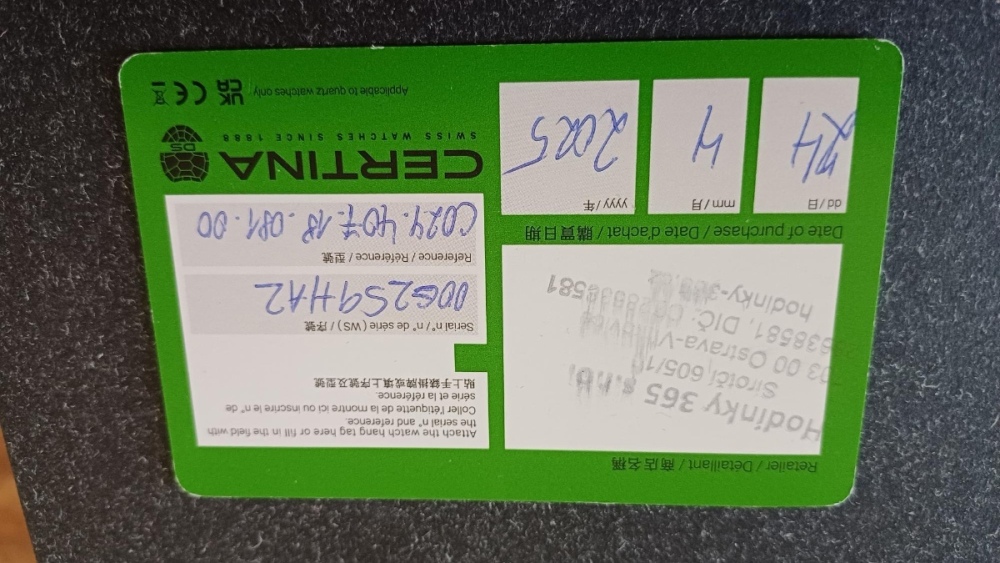 Retailer / Détaillant / 商店名稱
Hodinky 365 s.r.o
Sirotčí 605/1
03 00 Ostrava-V
938581, DIČ:
hodinky-365
Date of purchase / Date d'achat / 購買日期
dd / 日 mm / 月 yyyy / 年
24 4 2025
Attach the watch hang tag here or fill in the field with
the serial n° and reference.
Coller l'étiquette de la montre ici ou inscrire le n° de
série et la référence.
貼上手錶掛牌或填上序號及型號
Serial n° / n° de série (WS) / 序號
00G2S9HA2
Reference / Référence / 型號
C024.407.18.081.00
CERTINA
DS
SWISS WATCHES SINCE 1888
Applicable to quartz watches only
UK
CA
CE